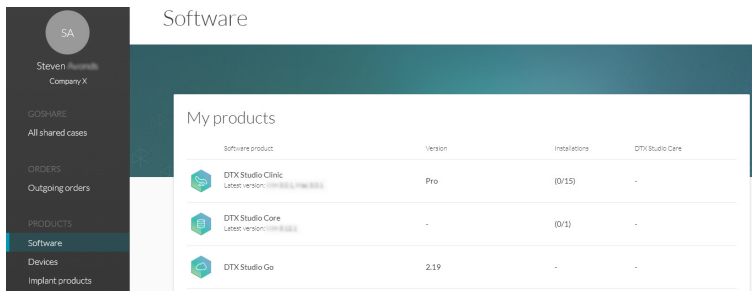 Software
SA
Steven
Company X
GOSHARE
All shared cases
ORDERS
Outgoing orders
PRODUCTS
Software
Devices
Implant products
My products
Software product Version Installations DTX Studio Care
DTX Studio Clinic
Latest version:
Pro (0/15) -
DTX Studio Core
Latest version:
- (0/1) -
DTX Studio Go 2.19 - -